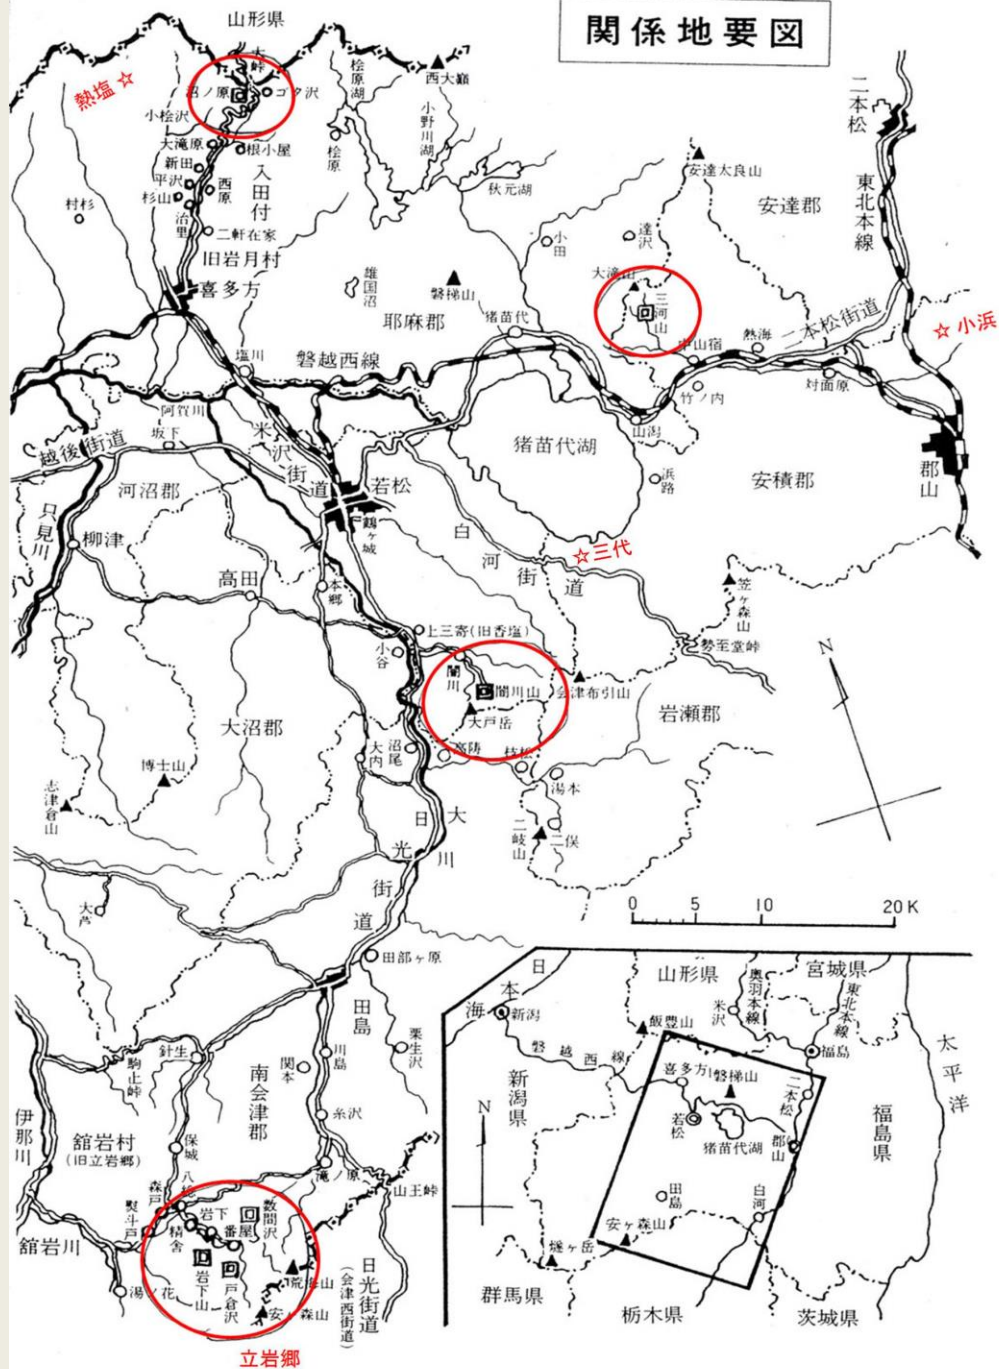 関係地要図
山形県
大峠
沼ノ原
ゴタ沢
熱塩
小桧沢
大滝原
根小屋
新田
平沢
西原
杉山
治里
入田付
村杉
二軒在家
旧岩月村
喜多方
桧原湖
西大巓
小野川湖
桧原
秋元湖
雄国沼
磐梯山
耶麻郡
猪苗代
小田
達沢
安達太良山
安達郡
二本松
東北本線
大滝山
三河山
中山宿
熱海
二本松街道
小浜
竹ノ内
対面原
山潟
郡山
塩川
磐越西線
阿賀川
坂下
越後街道
米沢街道
河沼郡
若松
鶴ヶ城
猪苗代湖
浜路
安積郡
只見川
柳津
高田
本郷
白河街道
三代
笠ヶ森山
勢至堂峠
上三寄(旧香塩)
小谷
闇川
闇川山
大戸岳
会津布引山
岩瀬郡
大沼郡
博士山
志津倉山
大内
沼尾
高陦
枝松
湯本
二岐山
二俣
大川
日光街道
N
0 5 10 20K
大芦
田部ヶ原
田島
栗生沢
針生
駒止峠
関本
川島
南会津郡
糸沢
伊那川
舘岩村
(旧立岩郷)
保城
八総
森戸
熨斗戸
滝ノ原
山王峠
舘岩川
精舎
岩下
番屋
数間沢
岩下山
戸倉沢
荒海山
安ヶ森山
湯ノ花
日光街道
(会津西街道)
立岩郷
日本海
新潟
山形県
奥羽本線
宮城県
東北本線
米沢
飯豊山
磐越西線
福島
太平洋
喜多方
磐梯山
二本松
新潟県
若松
猪苗代湖
郡山
福島県
N
田島
白河
安ヶ森山
燧ヶ岳
群馬県
栃木県
茨城県